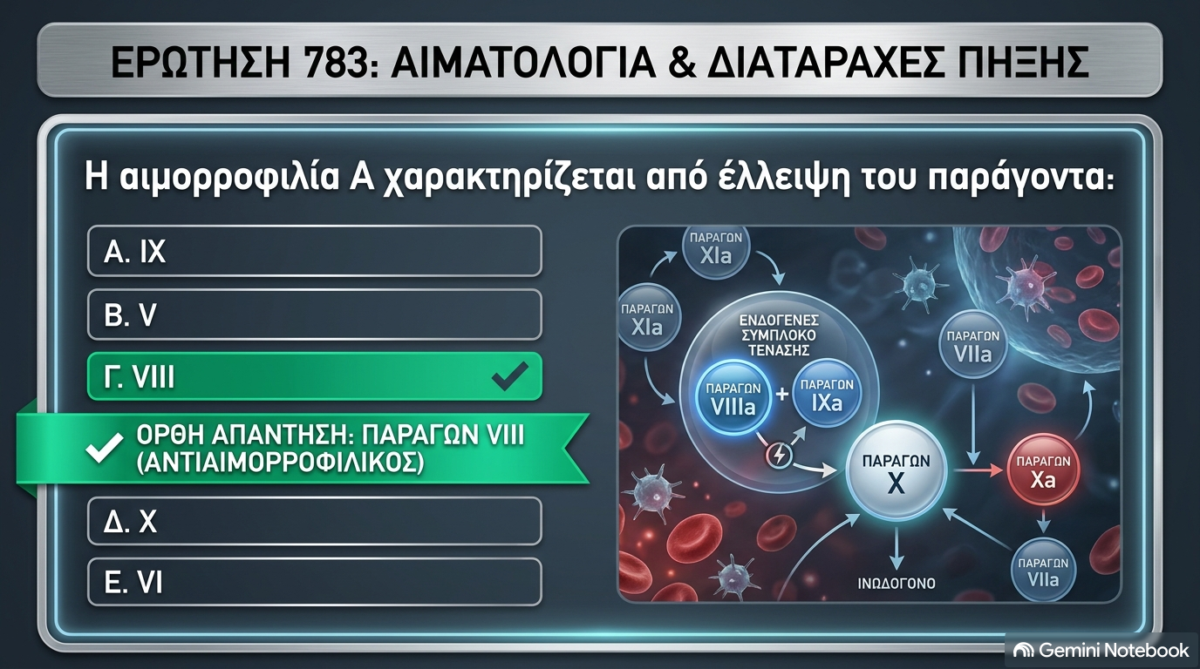 ΕΡΩΤΗΣΗ 783: ΑΙΜΑΤΟΛΟΓΙΑ & ΔΙΑΤΑΡΑΧΕΣ ΠΗΞΗΣ
Η αιμορροφιλία Α χαρακτηρίζεται από έλλειψη του παράγοντα:
Α. IX
Β. V
Γ. VIII
ΟΡΘΗ ΑΠΑΝΤΗΣΗ: ΠΑΡΑΓΩΝ VIII
(ΑΝΤΙΑΙΜΟΡΡΟΦΙΛΙΚΟΣ)
Δ. X
Ε. VI
ΠΑΡΑΓΩΝ
XIa
ΠΑΡΑΓΩΝ
XIa
ΕΝΔΟΓΕΝΕΣ
ΣΥΜΠΛΟΚΟ
ΤΕΝΑΣΗΣ
ΠΑΡΑΓΩΝ
VIIIa
+
ΠΑΡΑΓΩΝ
IXa
ΠΑΡΑΓΩΝ
VIIa
ΠΑΡΑΓΩΝ
X
ΠΑΡΑΓΩΝ
Xa
ΙΝΩΔΟΓΟΝΟ
ΠΑΡΑΓΩΝ
VIIa
Gemini Notebook